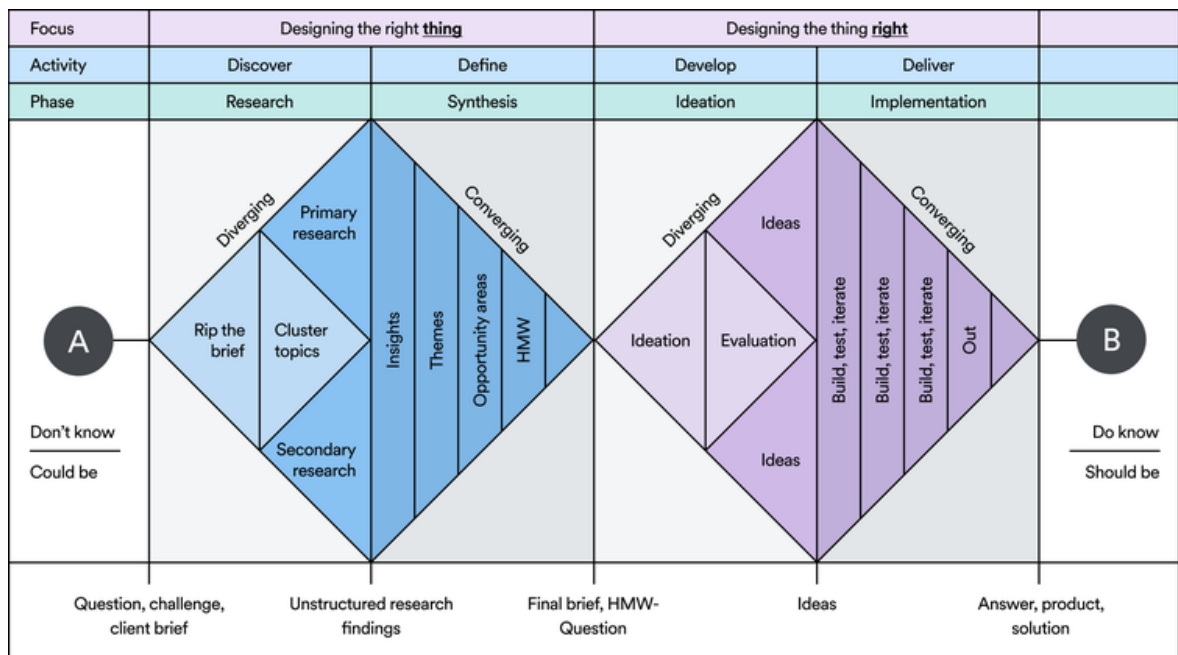 Focus
Designing the right thing
Designing the thing right
Activity
Discover
Define
Develop
Deliver
Phase
Research
Synthesis
Ideation
Implementation
A
Don't know
Could be
Diverging
Rip the
brief
Cluster
topics
Primary
research
Secondary
research
Converging
Insights
Themes
Opportunity areas
HMW
Diverging
Ideation
Evaluation
Ideas
Ideas
Converging
Build, test, iterate
Build, test, iterate
Build, test, iterate
Out
B
Do know
Should be
Question, challenge,
client brief
Unstructured research
findings
Final brief, HMW-
Question
Ideas
Answer, product,
solution